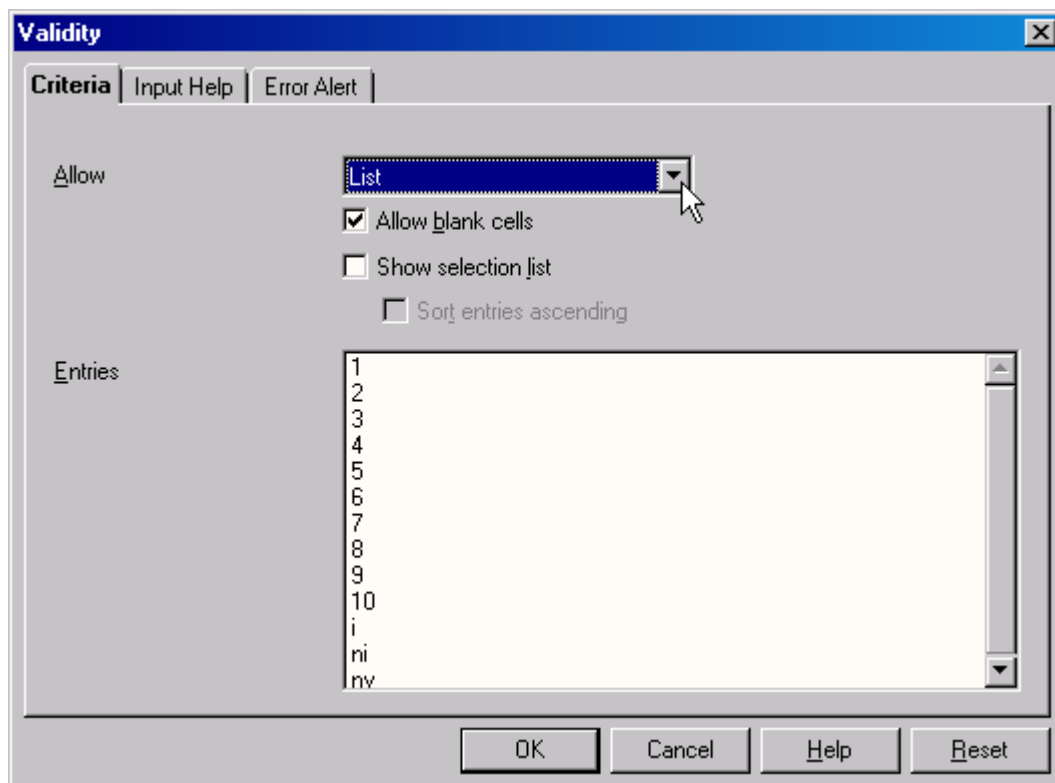 Validity
Criteria Input Help Error Alert
Allow List
Allow blank cells
Show selection list
Sort entries ascending
Entries
1
2
3
4
5
6
7
8
9
10
i
ni
nv
OK Cancel Help Reset